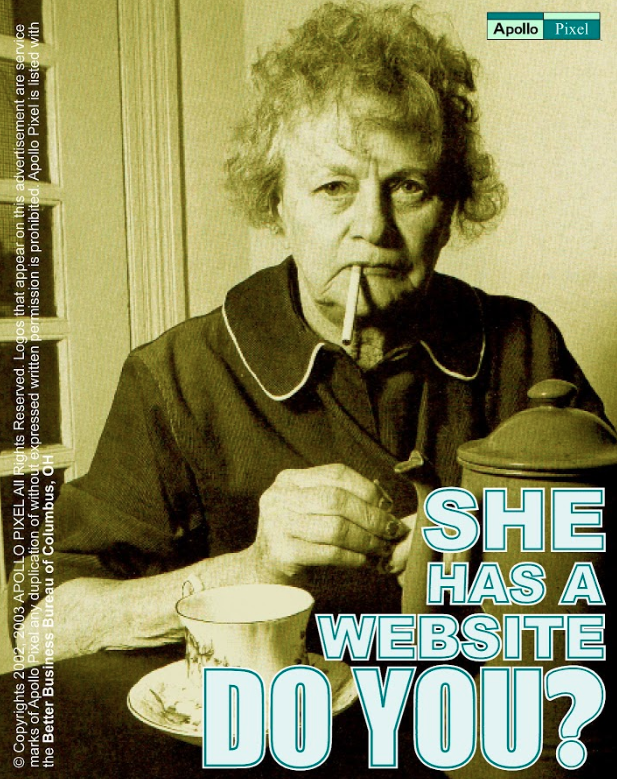 Apollo Pixel
SHE
HAS A
WEBSITE
DO YOU?
© Copyrights 2002, 2003 APOLLO PIXEL All Rights Reserved. Logos that appear on this advertisement are service
marks of Apollo Pixel any duplication of without expressed written permission is prohibited. Apollo Pixel is listed with
the Better Business Bureau of Columbus, OH